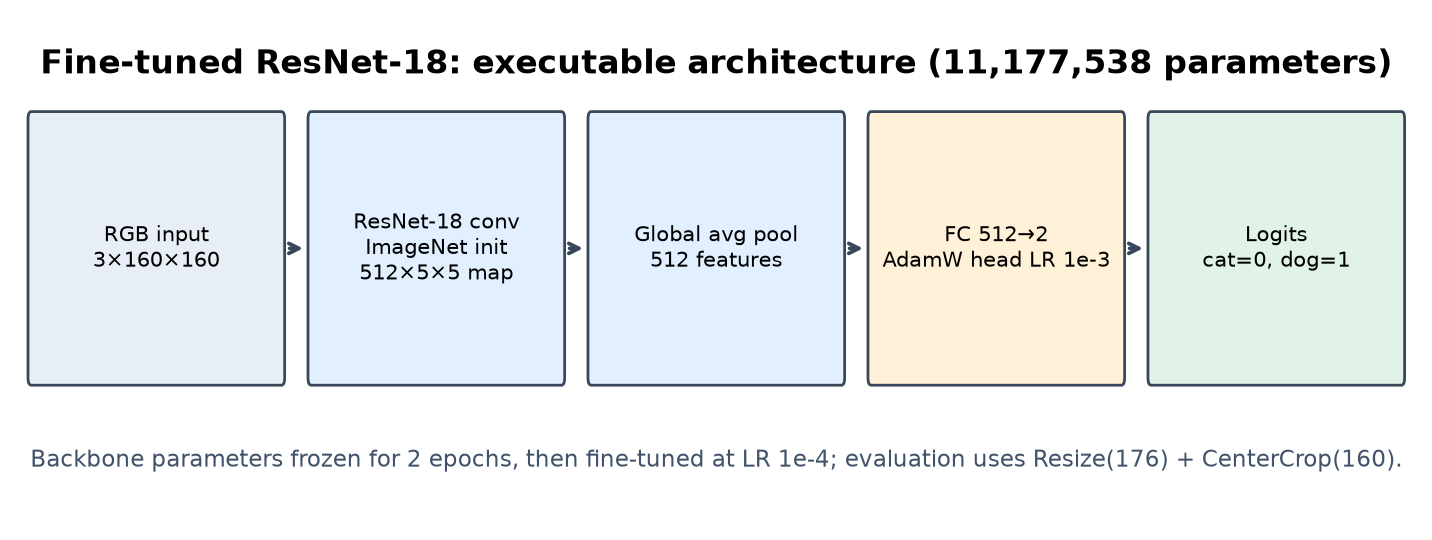 Fine-tuned ResNet-18: executable architecture (11,177,538 parameters)
RGB input
3×160×160
ResNet-18 conv
ImageNet init
512×5×5 map
Global avg pool
512 features
FC 512→2
AdamW head LR 1e-3
Logits
cat=0, dog=1
Backbone parameters frozen for 2 epochs, then fine-tuned at LR 1e-4; evaluation uses Resize(176) + CenterCrop(160).